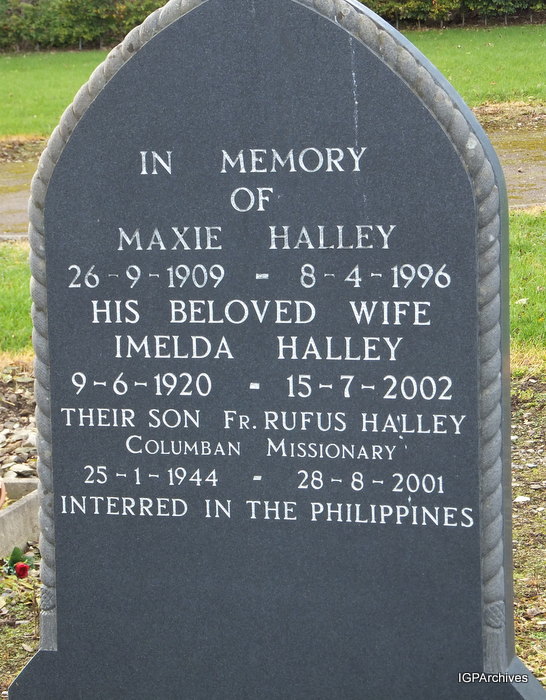 IN MEMORY
OF
MAXIE HALLEY
26-9-1909 - 8-4-1996
HIS BELOVED WIFE
IMELDA HALLEY
9-6-1920 - 15-7-2002
THEIR SON FR. RUFUS HALLEY
COLUMBAN MISSIONARY
25-1-1944 - 28-8-2001
INTERRED IN THE PHILIPPINES
IGPArchives